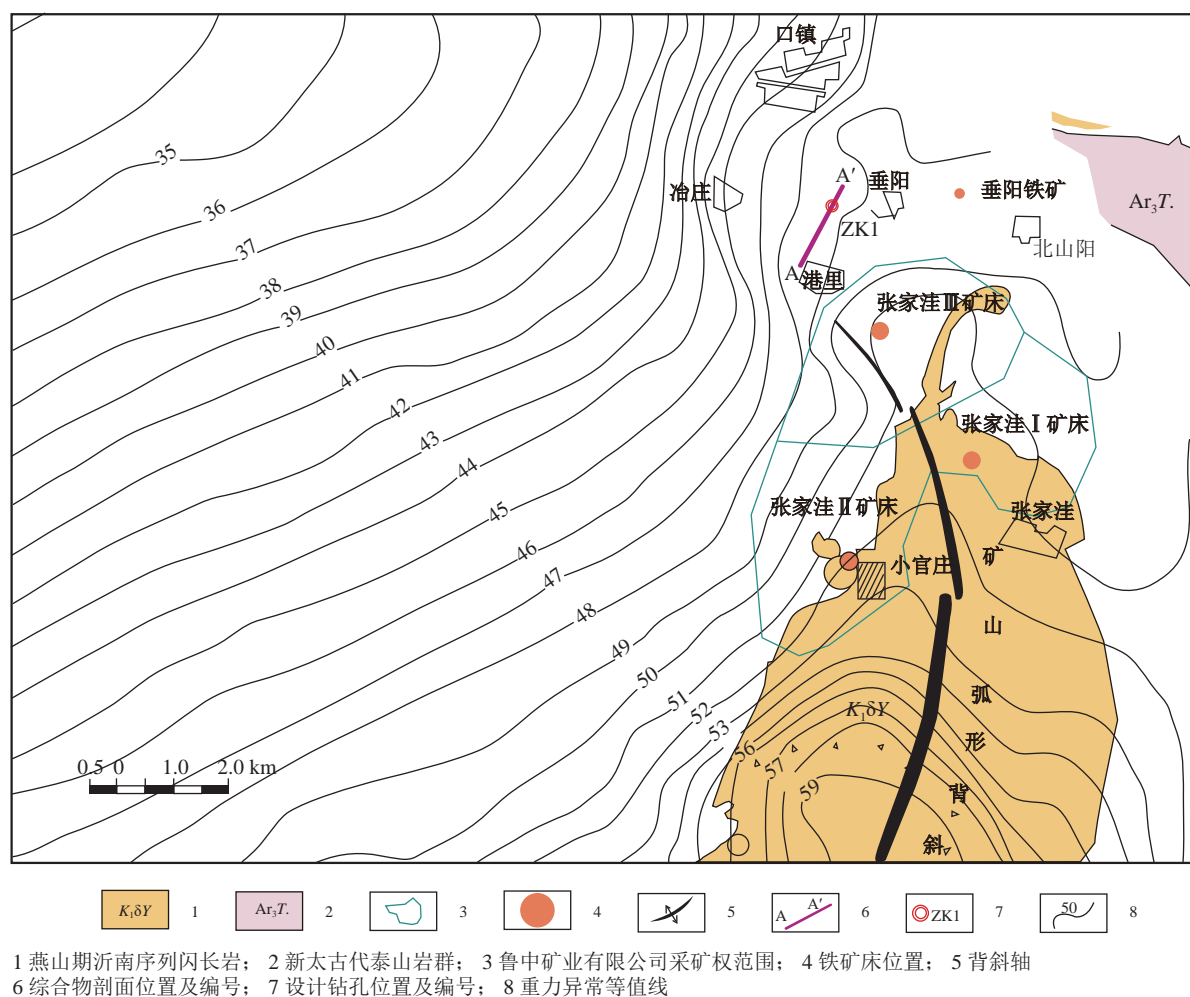 口镇
35
36
37
38
39
40
41
42
43
44
45
46
47
48
49
50
51
52
53
56
57
59
冶庄
A′
垂阳
垂阳铁矿
Ar₃T.
ZK1
北山阳
A
港里
张家洼Ⅲ矿床
张家洼Ⅰ矿床
张家洼Ⅱ矿床
张家洼
小官庄
矿
山
弧
形
背
斜
K₁δY
0.5 0 1.0 2.0 km
K₁δY 1 Ar₃T. 2 3 4 5 A A′ 6 ZK1 7 50 8
1 燕山期沂南序列闪长岩; 2 新太古代泰山岩群; 3 鲁中矿业有限公司采矿权范围; 4 铁矿床位置; 5 背斜轴
6 综合物剖面位置及编号; 7 设计钻孔位置及编号; 8 重力异常等值线